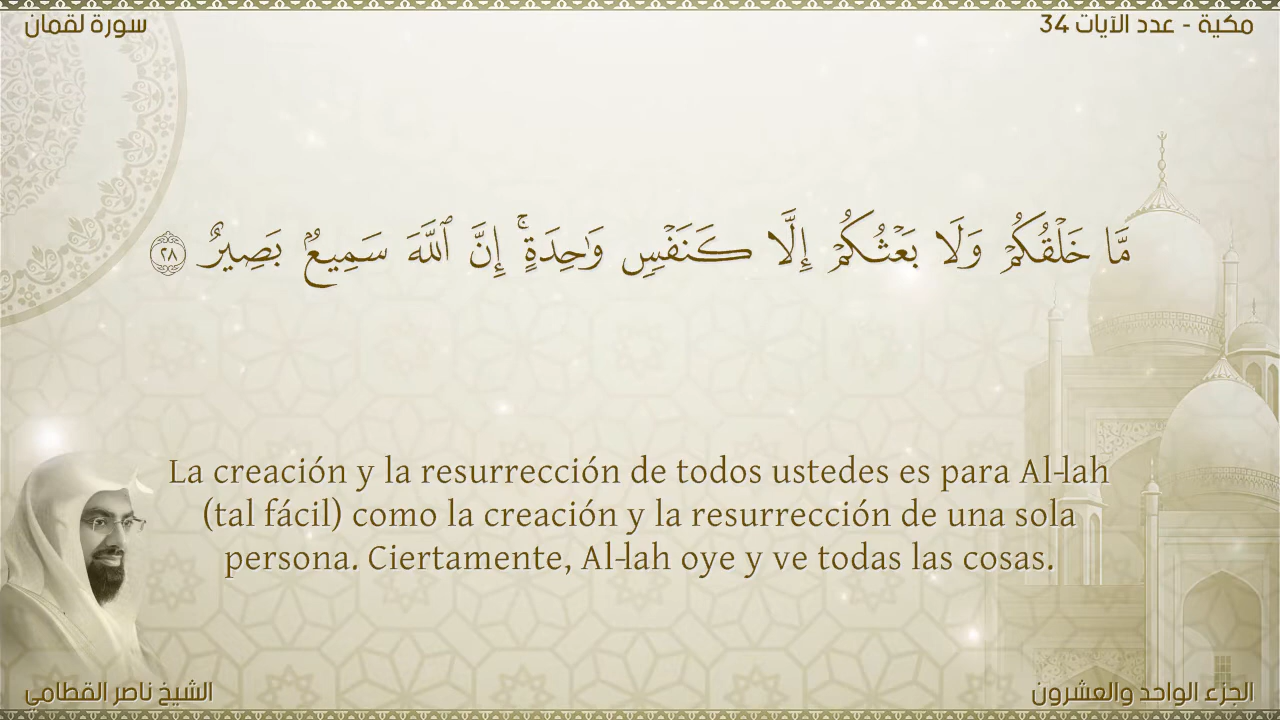 سورة لقمان
مكية - عدد الآيات 34
مَّا خَلْقُكُمْ وَلَا بَعْثُكُمْ إِلَّا كَنَفْسٍ وَٰحِدَةٍ ۚ إِنَّ ٱللَّهَ سَمِيعٌۢ بَصِيرٌ ٢٨
La creación y la resurrección de todos ustedes es para Al-lah
(tal fácil) como la creación y la resurrección de una sola
persona. Ciertamente, Al-lah oye y ve todas las cosas.
الشيخ ناصر القطامي
الجزء الواحد والعشرون